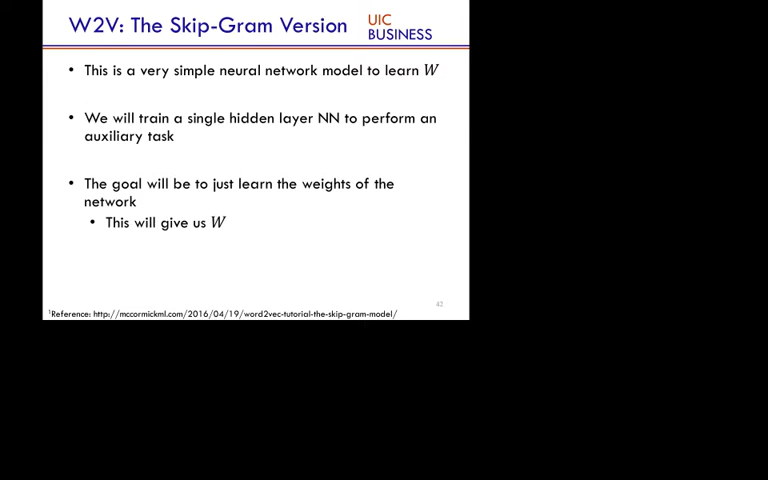 W2V: The Skip-Gram Version
UIC
BUSINESS
• This is a very simple neural network model to learn W
• We will train a single hidden layer NN to perform an
auxiliary task
• The goal will be to just learn the weights of the
network
• This will give us W
42
¹Reference: http://mccormickml.com/2016/04/19/word2vec-tutorial-the-skip-gram-model/